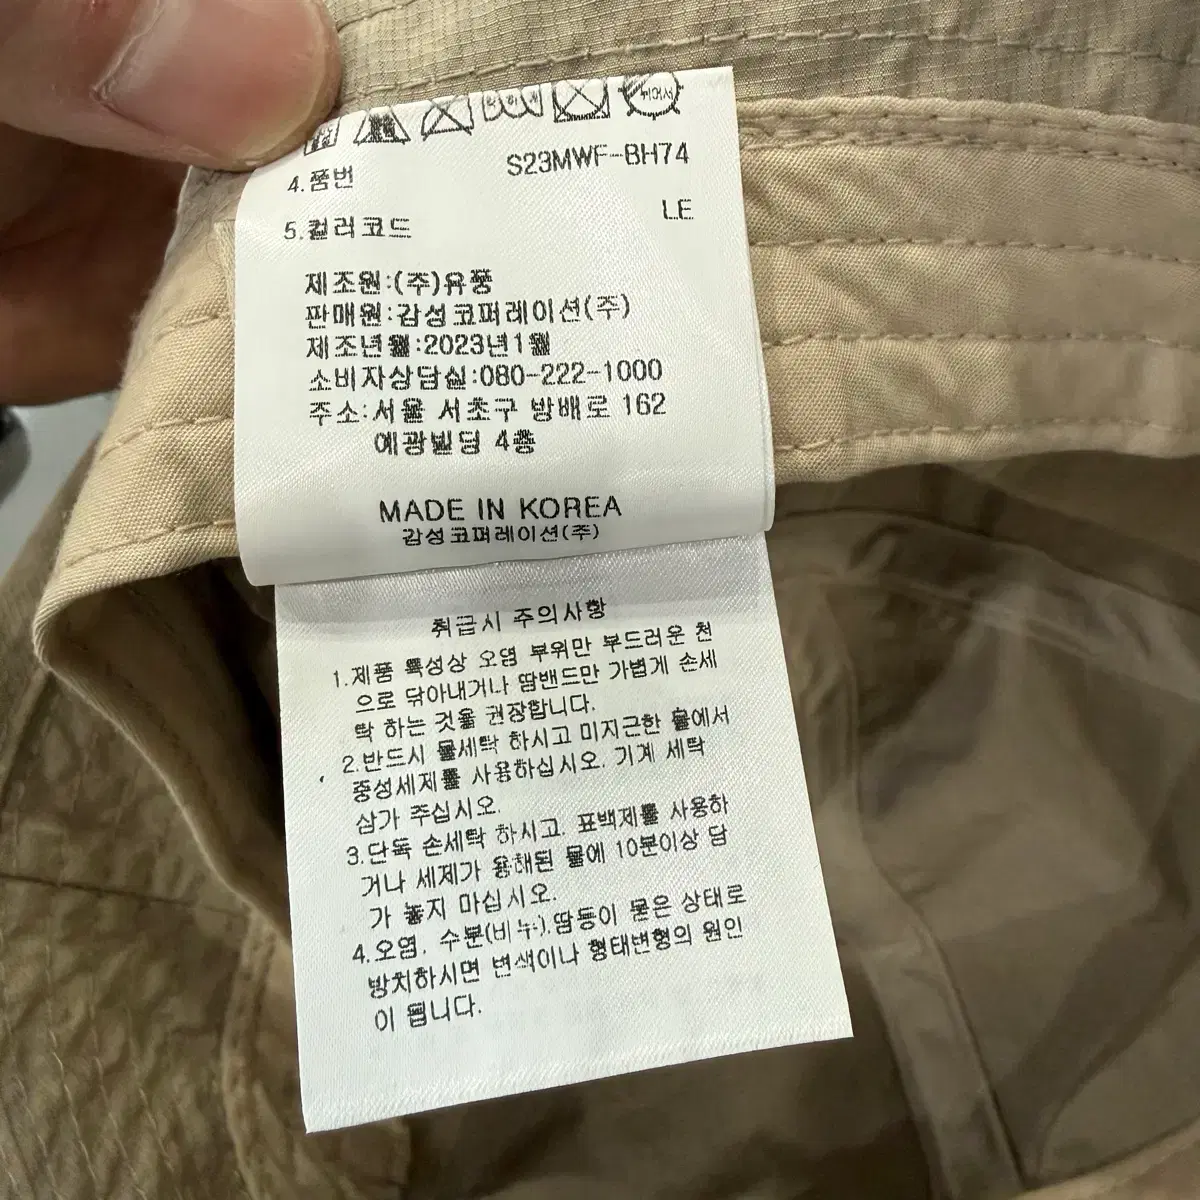 4.품번 S23MWF-BH74
5.컬러코드 LE
제조원:(주)유풍
판매원:감성코퍼레이션(주)
제조년월:2023년1월
소비자상담실:080-222-1000
주소:서울 서초구 방배로 162
예광빌딩 4층
MADE IN KOREA
감성코퍼레이션(주)
취급시 주의사항
1.제품 특성상 오염 부위만 부드러운 천
으로 닦아내거나 땀밴드만 가볍게 손세
탁 하는 것을 권장합니다.
2.반드시 물세탁 하시고 미지근한 물에서
중성세제를 사용하십시오. 기계 세탁
삼가 주십시오.
3.단독 손세탁 하시고. 표백제를 사용하
거나 세제가 용해된 물에 10분이상 담
가 놓지 마십시오.
4.오염. 수분(비누).땀등이 묻은 상태로
방치하시면 변색이나 형태변형의 원인
이 됩니다.